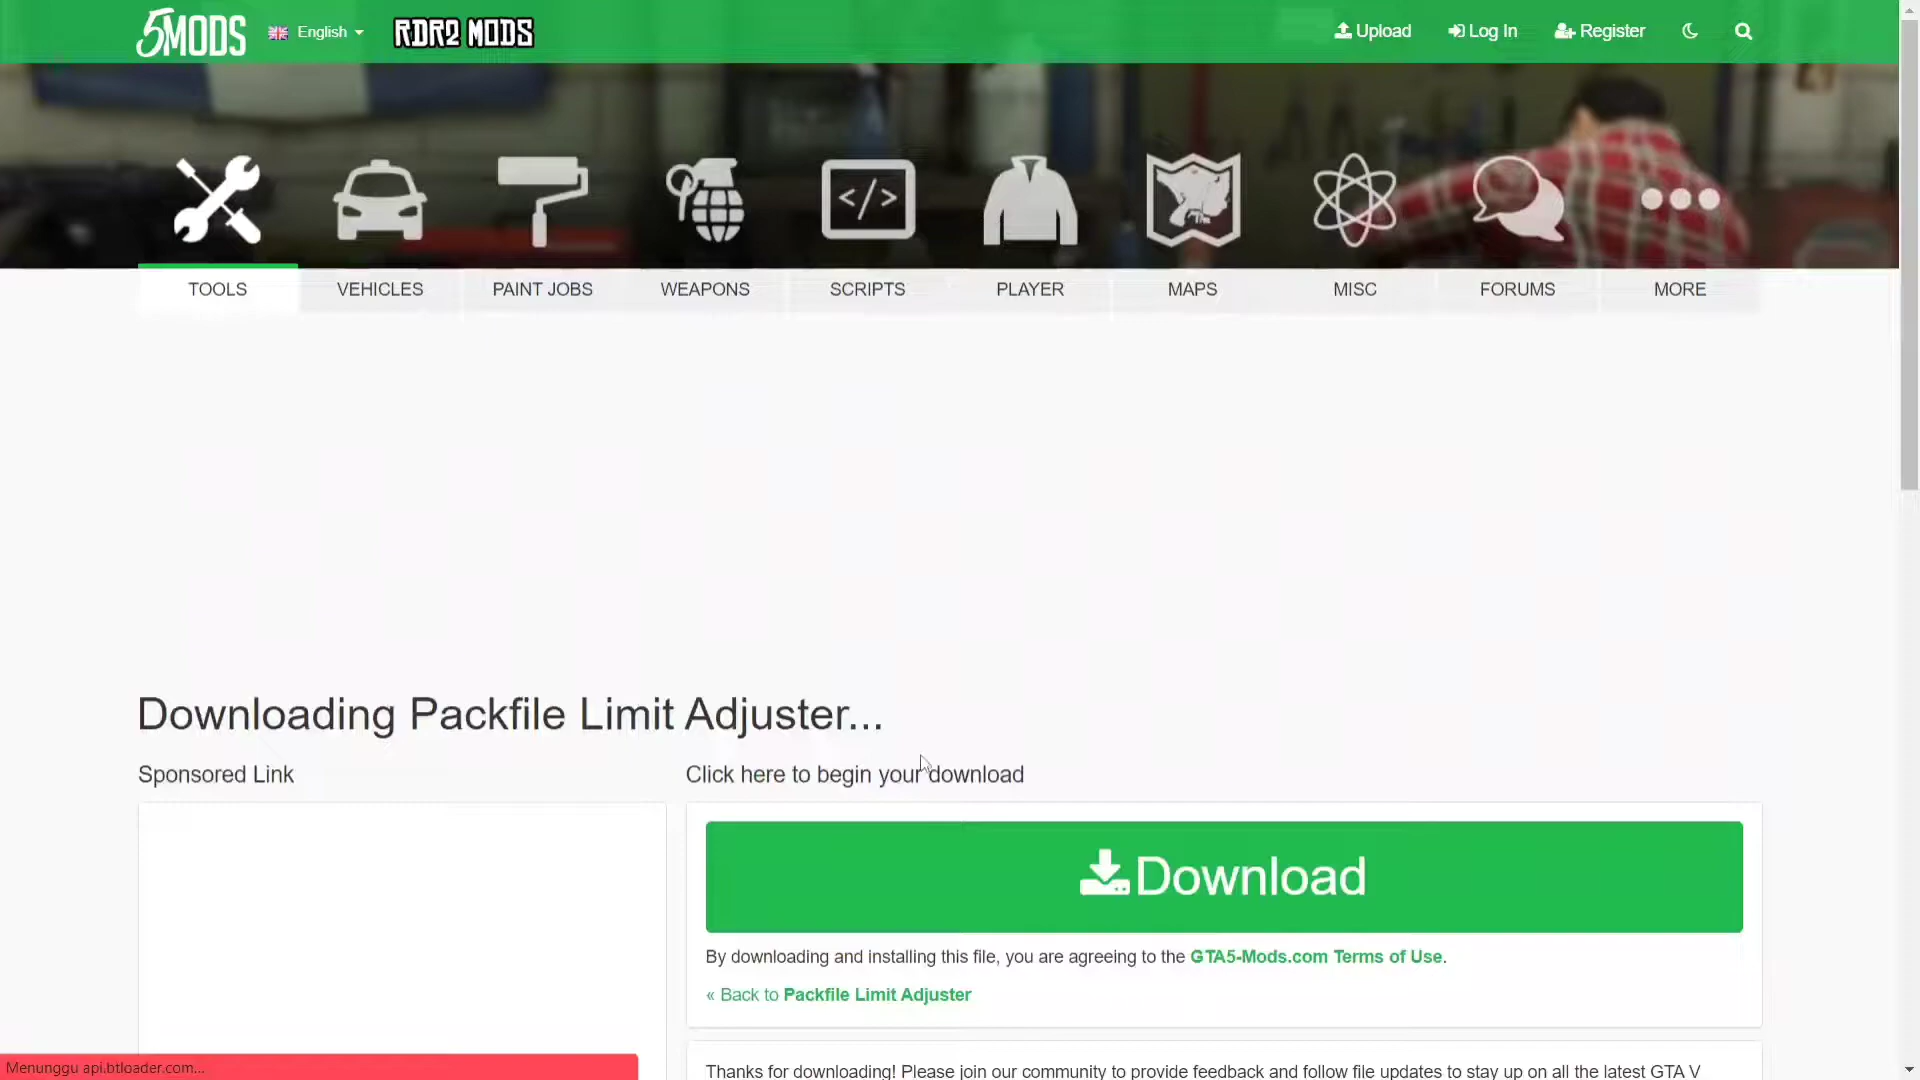 5MODS
English
RDR2 MODS
Upload
Log In
Register
</>
TOOLS
VEHICLES
PAINT JOBS
WEAPONS
SCRIPTS
PLAYER
MAPS
MISC
FORUMS
MORE
Downloading Packfile Limit Adjuster...
Sponsored Link
Click here to begin your download
Download
By downloading and installing this file, you are agreeing to the GTA5-Mods.com Terms of Use.
« Back to Packfile Limit Adjuster
Thanks for downloading! Please join our community to provide feedback and follow file updates to stay up on all the latest GTA V
Menunggu api.btloader.com...